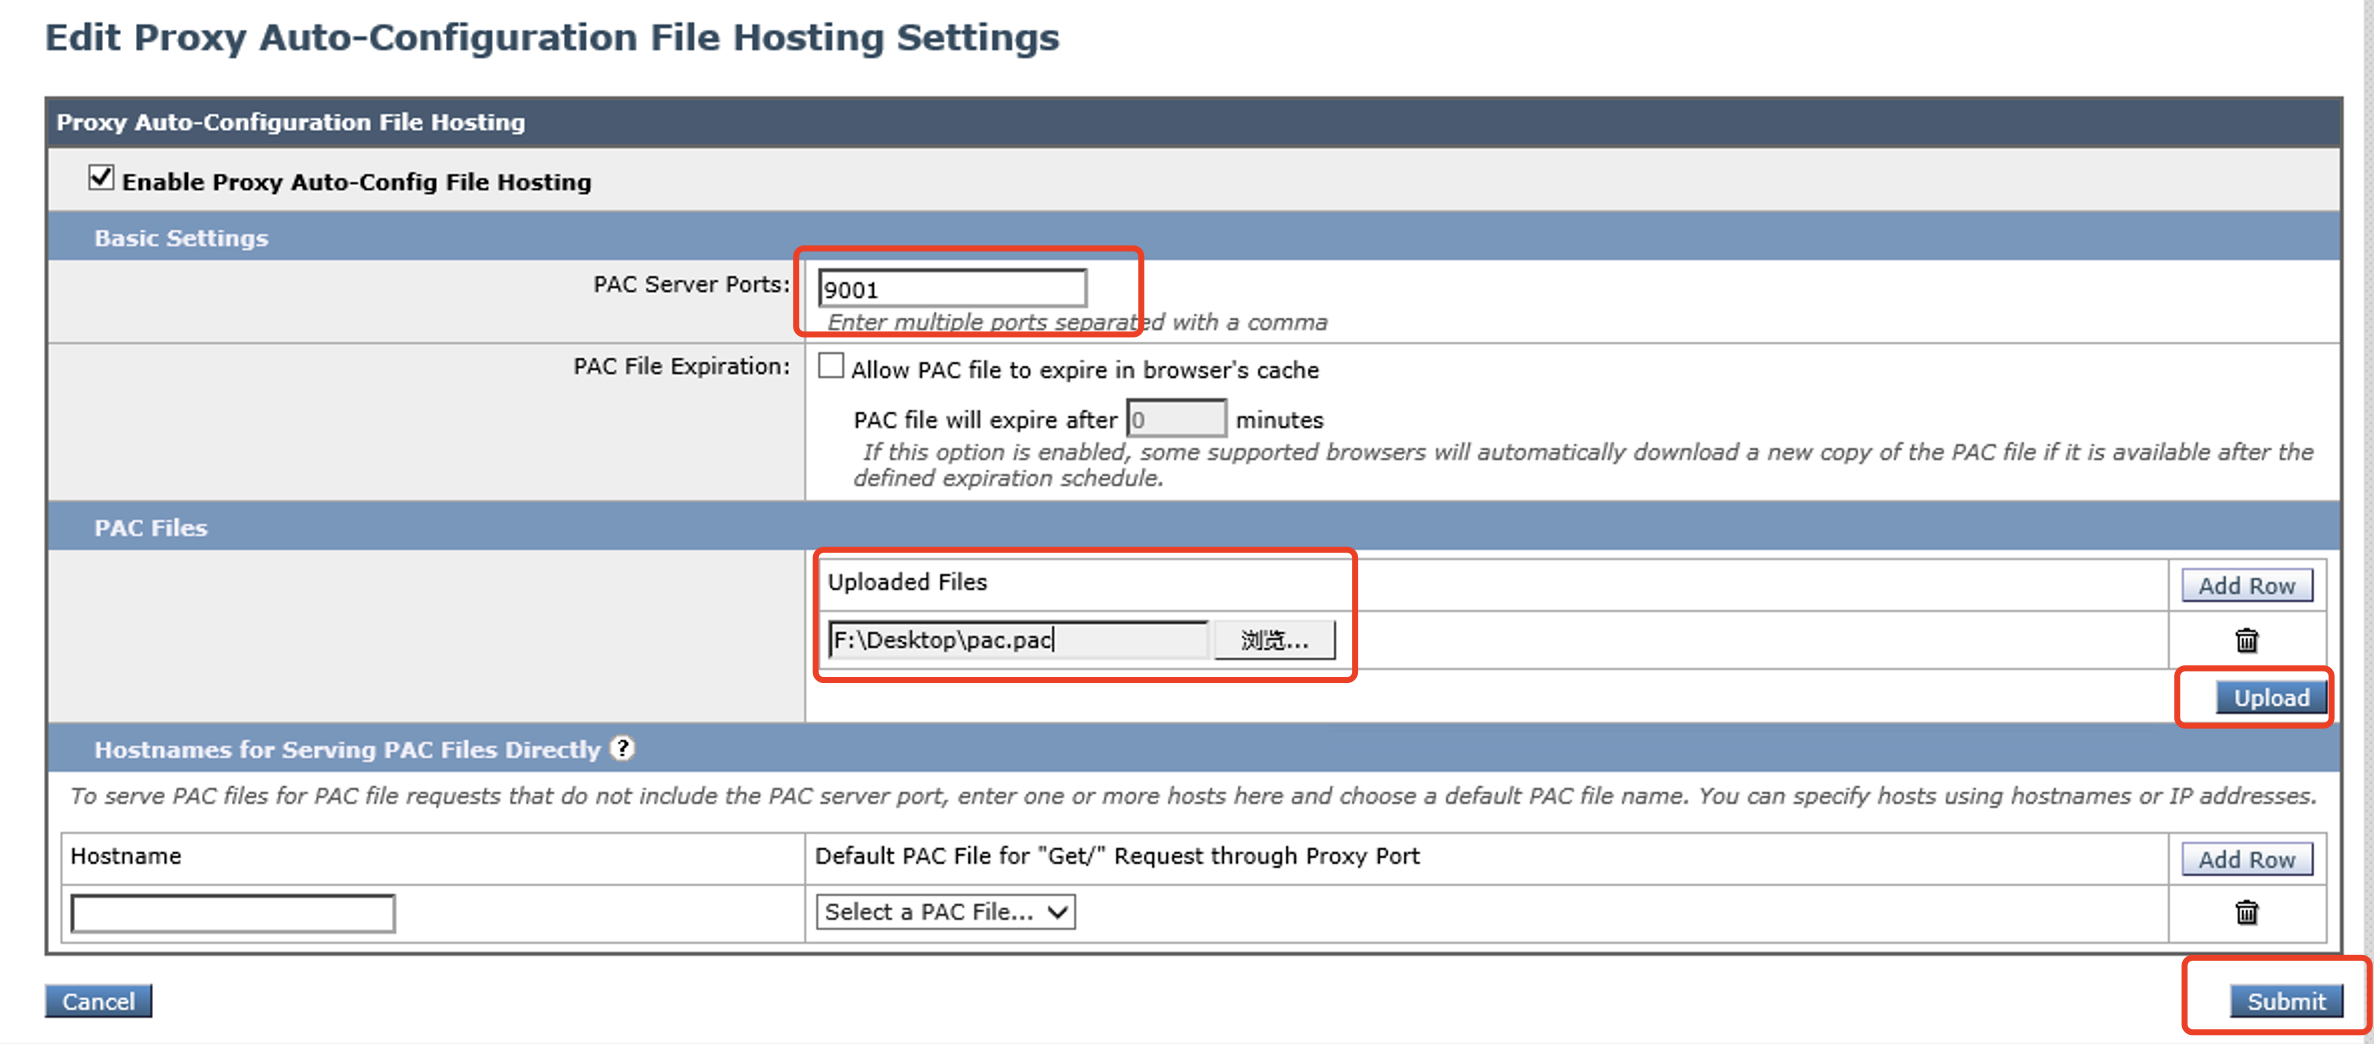 Edit Proxy Auto-Configuration File Hosting Settings
Proxy Auto-Configuration File Hosting
Enable Proxy Auto-Config File Hosting
Basic Settings
PAC Server Ports:
9001
Enter multiple ports separated with a comma
PAC File Expiration:
Allow PAC file to expire in browser's cache
PAC file will expire after 0 minutes
If this option is enabled, some supported browsers will automatically download a new copy of the PAC file if it is available after the
defined expiration schedule.
PAC Files
Uploaded Files
Add Row
F:\Desktop\pac.pac
浏览...
Upload
Hostnames for Serving PAC Files Directly ?
To serve PAC files for PAC file requests that do not include the PAC server port, enter one or more hosts here and choose a default PAC file name. You can specify hosts using hostnames or IP addresses.
Hostname
Default PAC File for "Get/" Request through Proxy Port
Add Row
Select a PAC File...
Cancel
Submit